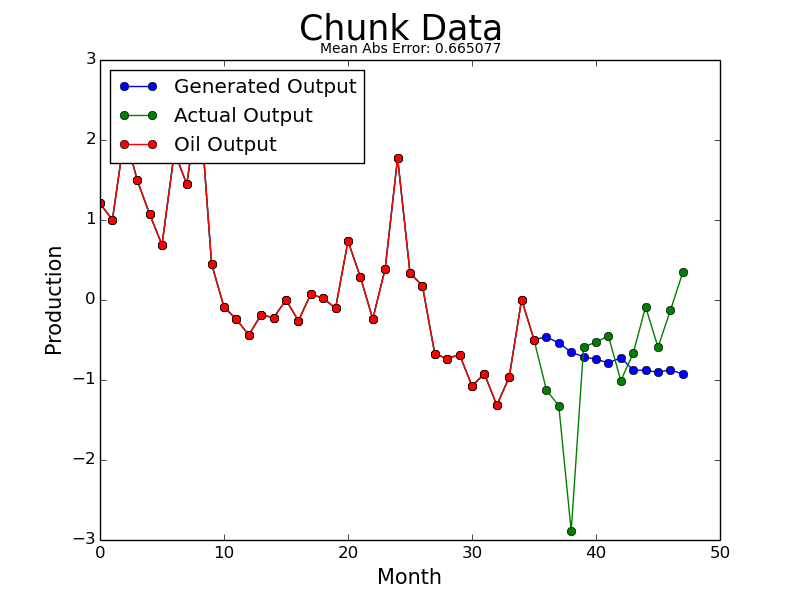 Chunk Data
Mean Abs Error: 0.665077
Generated Output
Actual Output
Oil Output
Production
3
2
1
0
−1
−2
−3
0 10 20 30 40 50
Month